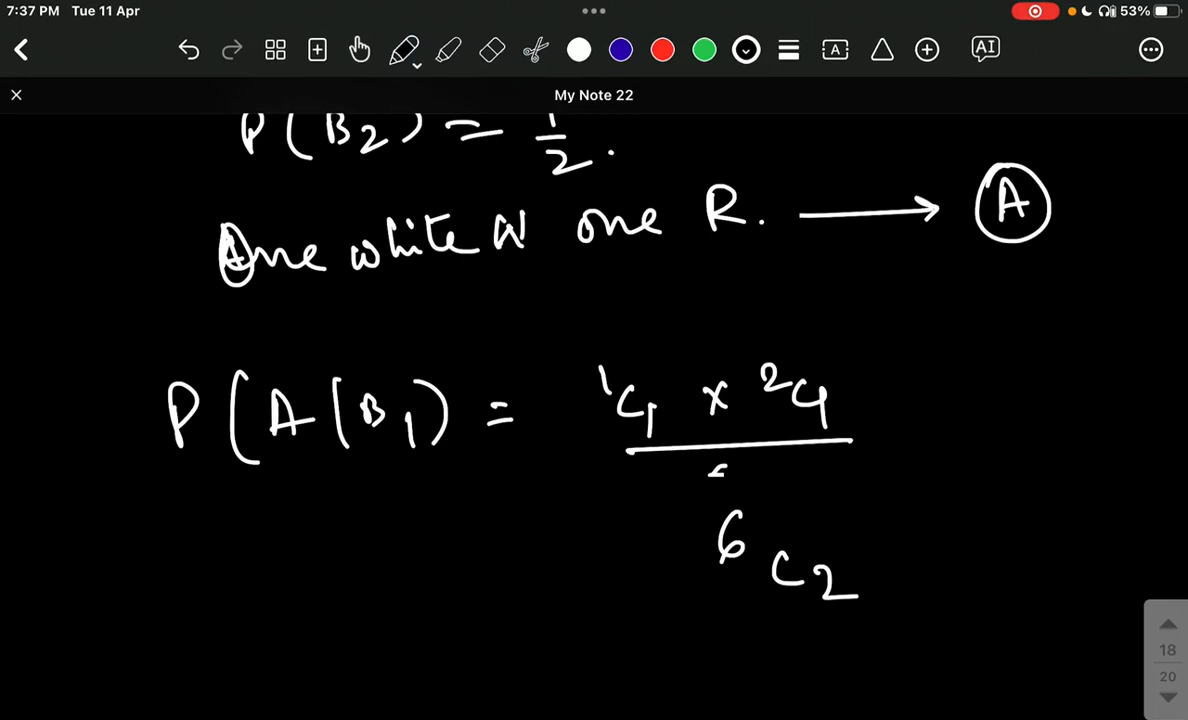 7:37 PM Tue 11 Apr
53%
A
AI
My Note 22
P(B2) = 1/2.
One white one R. → A
P(A|B1) = ¹C₁ × ²C₁
⁶C₂
18
20